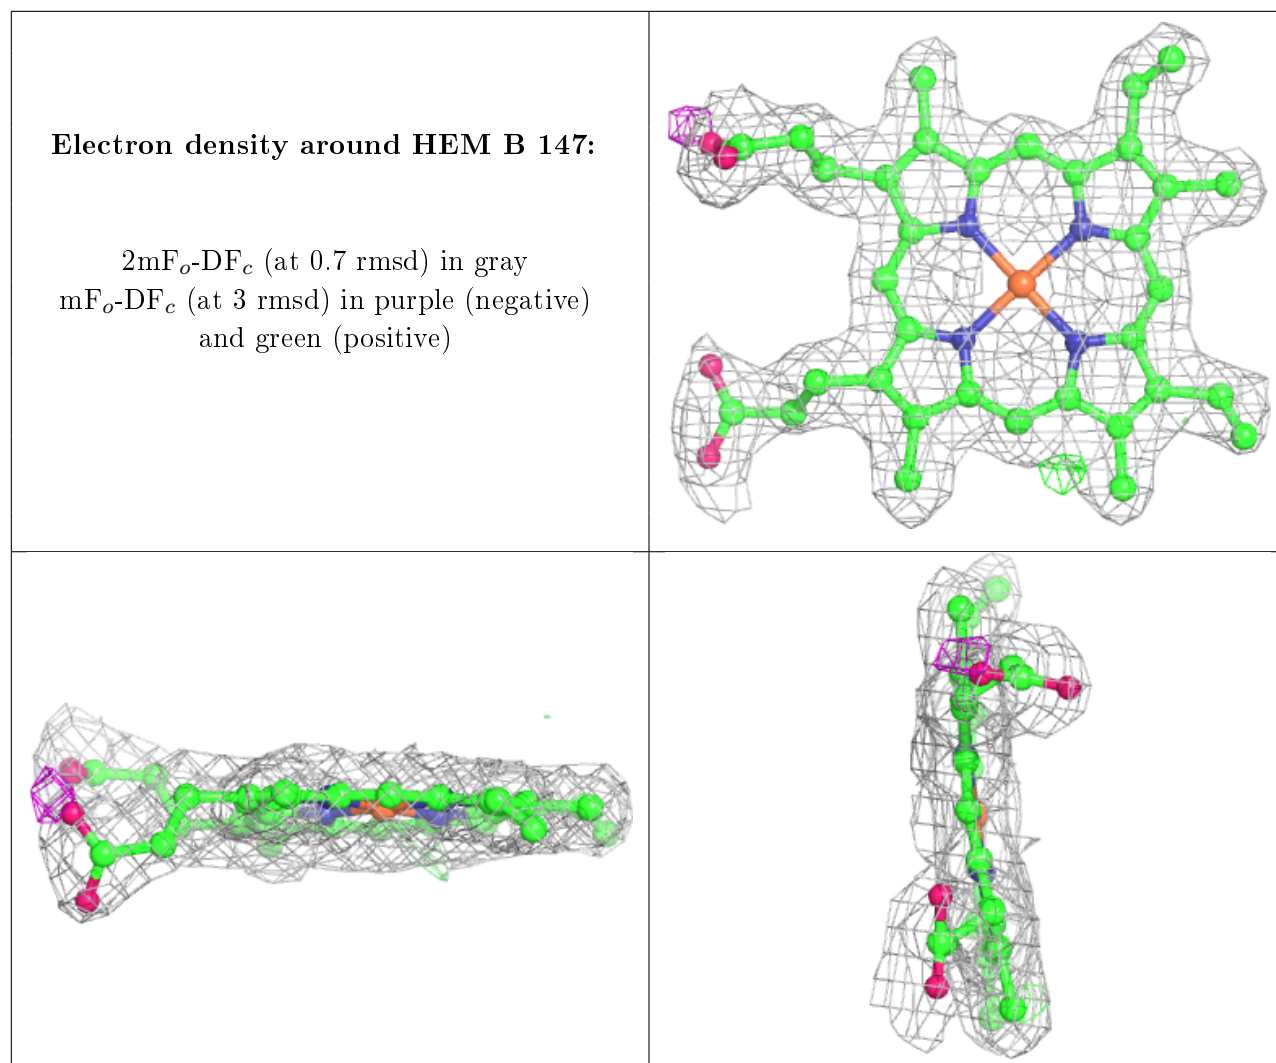 Electron density around HEM B 147:
2mFo-DFc (at 0.7 rmsd) in gray
mFo-DFc (at 3 rmsd) in purple (negative)
and green (positive)